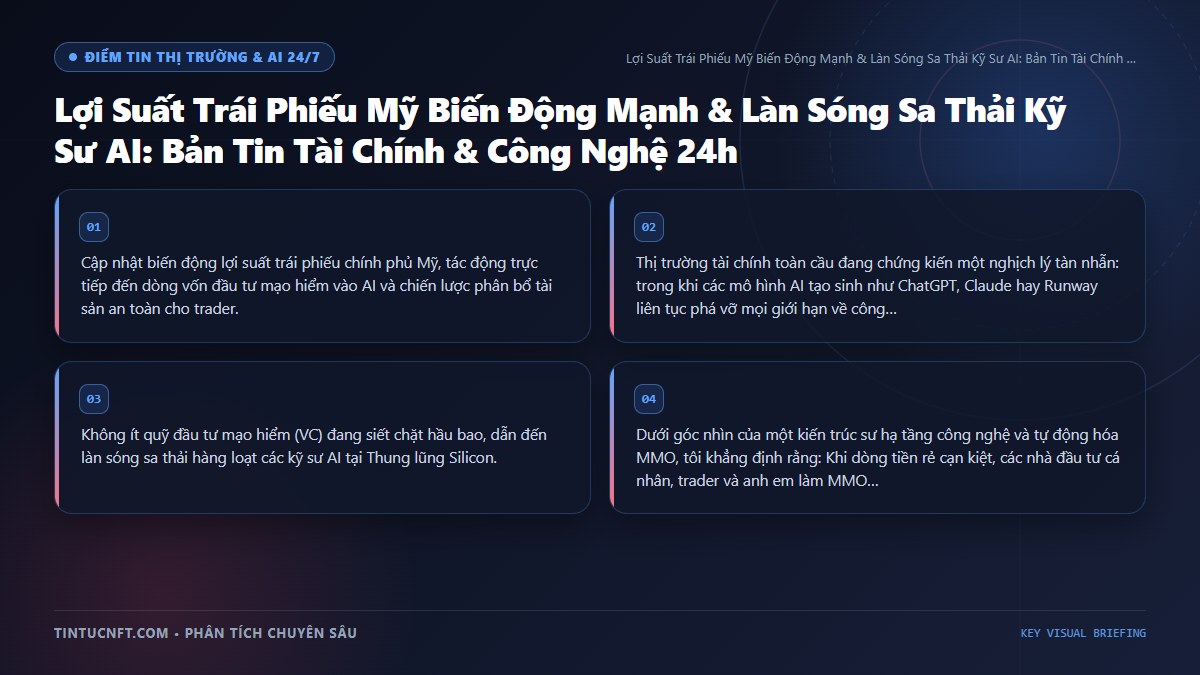 ĐIỂM TIN THỊ TRƯỜNG & AI 24/7
Lợi Suất Trái Phiếu Mỹ Biến Động Mạnh & Làn Sóng Sa Thải Kỹ Sư AI: Bản Tin Tài Chính ...
Lợi Suất Trái Phiếu Mỹ Biến Động Mạnh & Làn Sóng Sa Thải Kỹ
Sư AI: Bản Tin Tài Chính & Công Nghệ 24h
01
Cập nhật biến động lợi suất trái phiếu chính phủ Mỹ, tác động trực
tiếp đến dòng vốn đầu tư mạo hiểm vào AI và chiến lược phân bổ tài
sản an toàn cho trader.
02
Thị trường tài chính toàn cầu đang chứng kiến một nghịch lý tàn nhẫn:
trong khi các mô hình AI tạo sinh như ChatGPT, Claude hay Runway
liên tục phá vỡ mọi giới hạn về công...
03
Không ít quỹ đầu tư mạo hiểm (VC) đang siết chặt hầu bao, dẫn đến
làn sóng sa thải hàng loạt các kỹ sư AI tại Thung lũng Silicon.
04
Dưới góc nhìn của một kiến trúc sư hạ tầng công nghệ và tự động hóa
MMO, tôi khẳng định rằng: Khi dòng tiền rẻ cạn kiệt, các nhà đầu tư cá
nhân, trader và anh em làm MMO...
TINTUCNFT.COM • PHÂN TÍCH CHUYÊN SÂU
KEY VISUAL BRIEFING